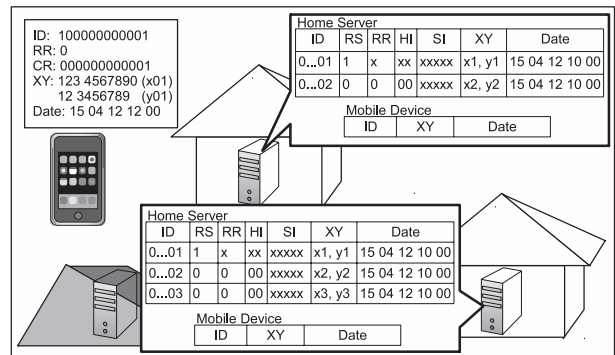 ID: 100000000001
RR: 0
CR: 000000000001
XY: 123 4567890 (x01)
12 3456789 (y01)
Date: 15 04 12 12 00
Home Server
ID RS RR HI SI XY Date
0...01 1 x xx xxxxx x1, y1 15 04 12 10 00
0...02 0 0 00 xxxxx x2, y2 15 04 12 10 00
Mobile Device
ID XY Date
Home Server
ID RS RR HI SI XY Date
0...01 1 x xx xxxxx x1, y1 15 04 12 10 00
0...02 0 0 00 xxxxx x2, y2 15 04 12 10 00
0...03 0 0 00 xxxxx x3, y3 15 04 12 10 00
Mobile Device
ID XY Date